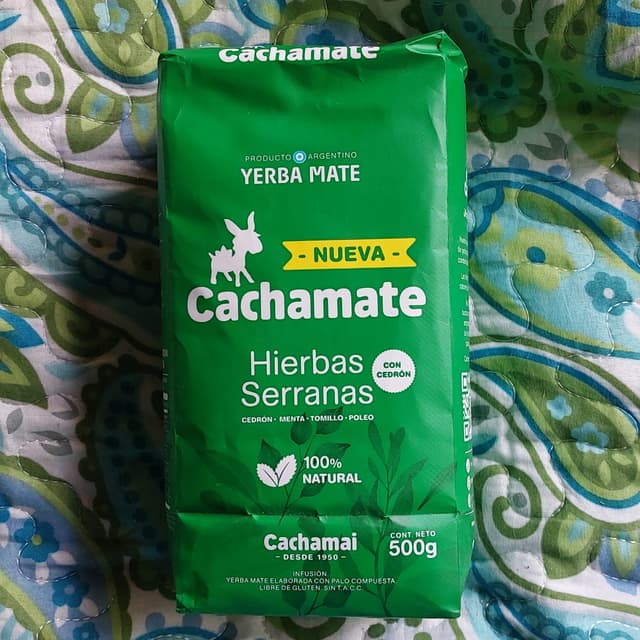 Cachamate
PRODUCTO ARGENTINO
YERBA MATE
- NUEVA -
Cachamate
Hierbas
Serranas
CON
CEDRÓN
CEDRÓN · MENTA · TOMILLO · POLEO
100%
NATURAL
Cachamai
– DESDE 1950 –
CONT. NETO
500g
INFUSIÓN
YERBA MATE ELABORADA CON PALO COMPUESTA.
LIBRE DE GLUTEN. SIN T.A.C.C.